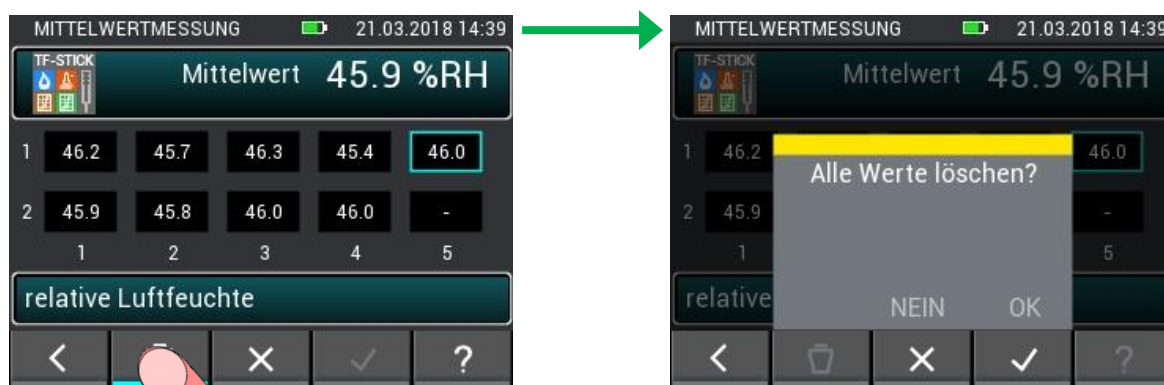 MITTELWERTMESSUNG 21.03.2018 14:39
TF-STICK
Mittelwert 45.9 %RH
1 46.2 45.7 46.3 45.4 46.0
2 45.9 45.8 46.0 46.0 -
1 2 3 4 5
relative Luftfeuchte
?
MITTELWERTMESSUNG 21.03.2018 14:39
TF-STICK
Mittelwert 45.9 %RH
1 46.2 46.0
Alle Werte löschen?
2 45.9 -
1 5
relative
NEIN OK
?